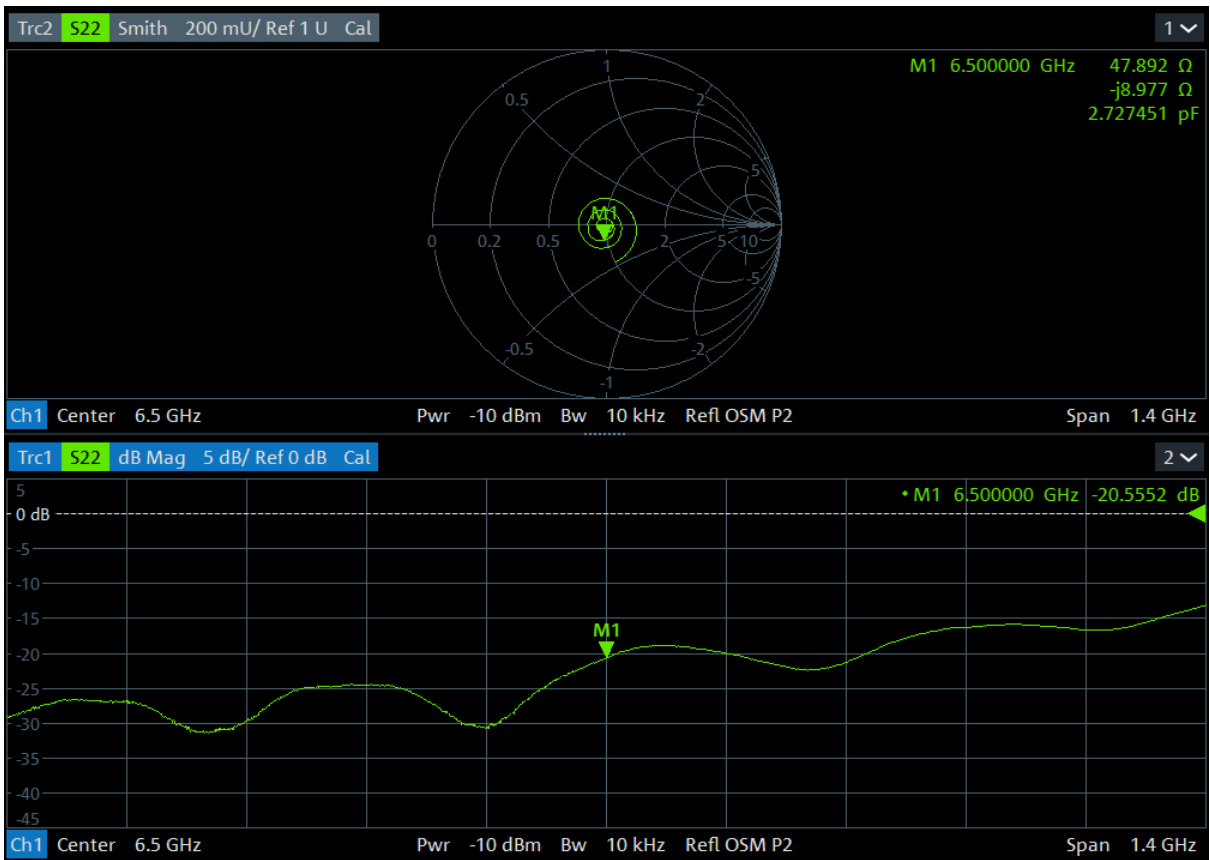 Trc2 S22 Smith 200 mU/ Ref 1 U Cal 1
M1 6.500000 GHz 47.892 Ω
-j8.977 Ω
2.727451 pF
1
0.5 2
5
M1
0 0.2 0.5 2 5 10
-5
-0.5 -2
-1
Ch1 Center 6.5 GHz Pwr -10 dBm Bw 10 kHz Refl OSM P2 Span 1.4 GHz
Trc1 S22 dB Mag 5 dB/ Ref 0 dB Cal 2
5
• M1 6.500000 GHz -20.5552 dB
0 dB
-5
-10
-15
M1
-20
-25
-30
-35
-40
-45
Ch1 Center 6.5 GHz Pwr -10 dBm Bw 10 kHz Refl OSM P2 Span 1.4 GHz